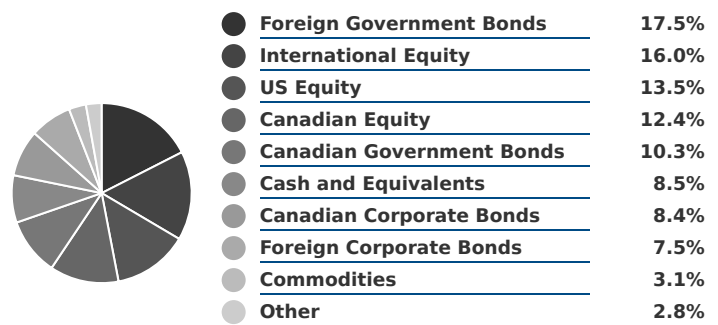 Foreign Government Bonds 17.5%
International Equity 16.0%
US Equity 13.5%
Canadian Equity 12.4%
Canadian Government Bonds 10.3%
Cash and Equivalents 8.5%
Canadian Corporate Bonds 8.4%
Foreign Corporate Bonds 7.5%
Commodities 3.1%
Other 2.8%